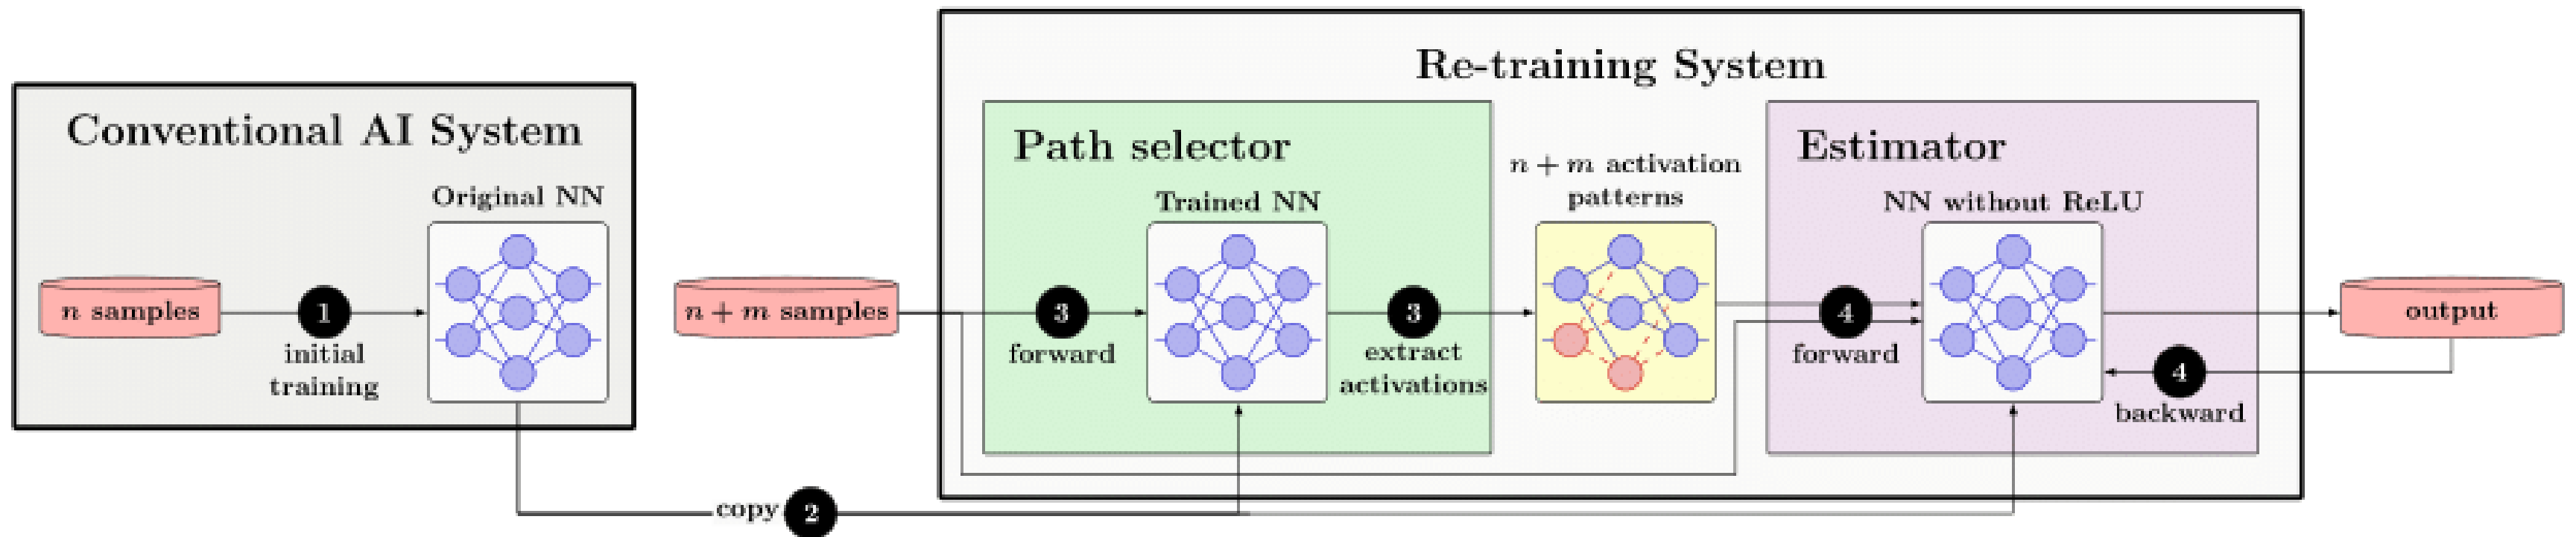 Conventional AI System
Original NN
n samples
1
initial
training
copy 2
n + m samples
Re-training System
Path selector
Trained NN
3
forward
3
extract
activations
n + m activation
patterns
Estimator
NN without ReLU
4
forward
4
backward
output